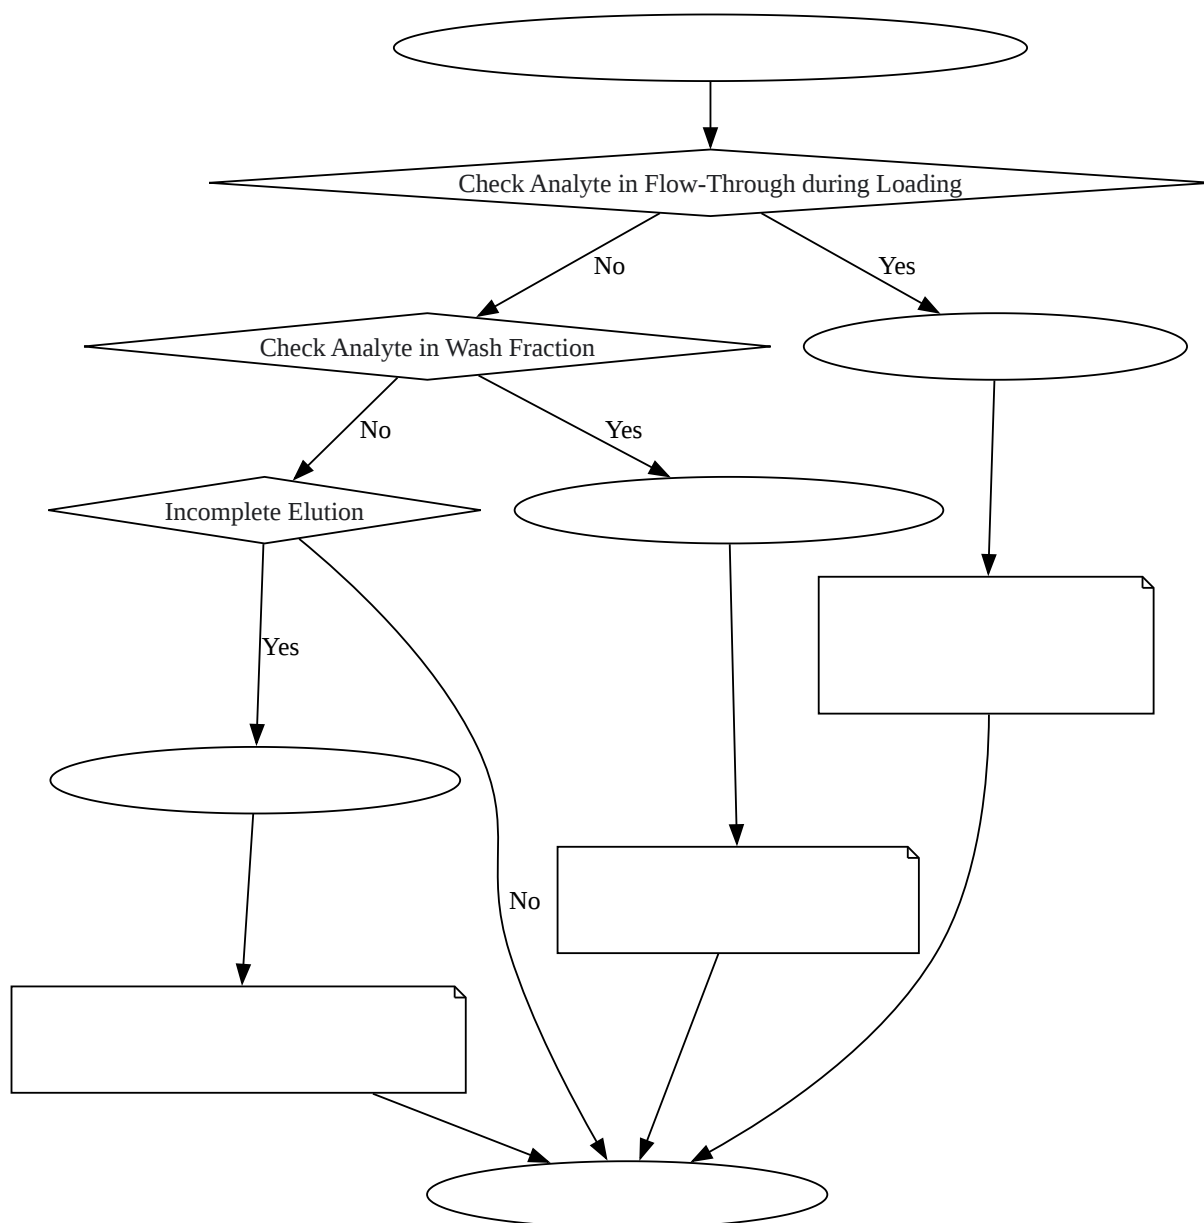 Check Analyte in Flow-Through during Loading
No
Yes
Check Analyte in Wash Fraction
No
Yes
Incomplete Elution
Yes
No